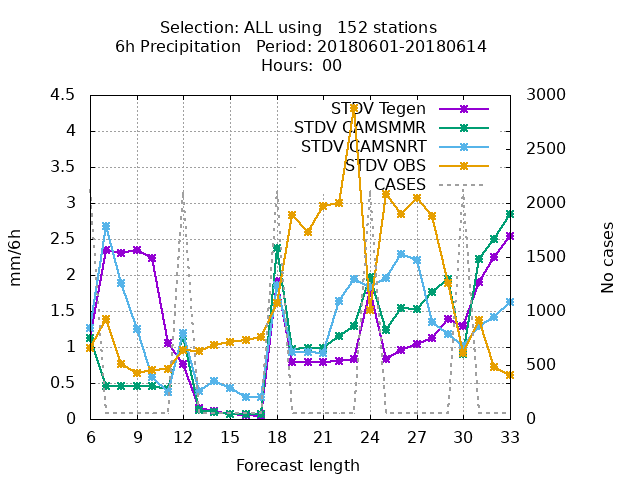 Selection: ALL using 152 stations
6h Precipitation Period: 20180601-20180614
Hours: 00
4.5
4
3.5
3
2.5
2
1.5
1
0.5
0
3000
2500
2000
1500
1000
500
0
STDV Tegen
STDV CAMSMMR
STDV CAMSNRT
STDV OBS
CASES
mm/6h
No cases
6 9 12 15 18 21 24 27 30 33
Forecast length